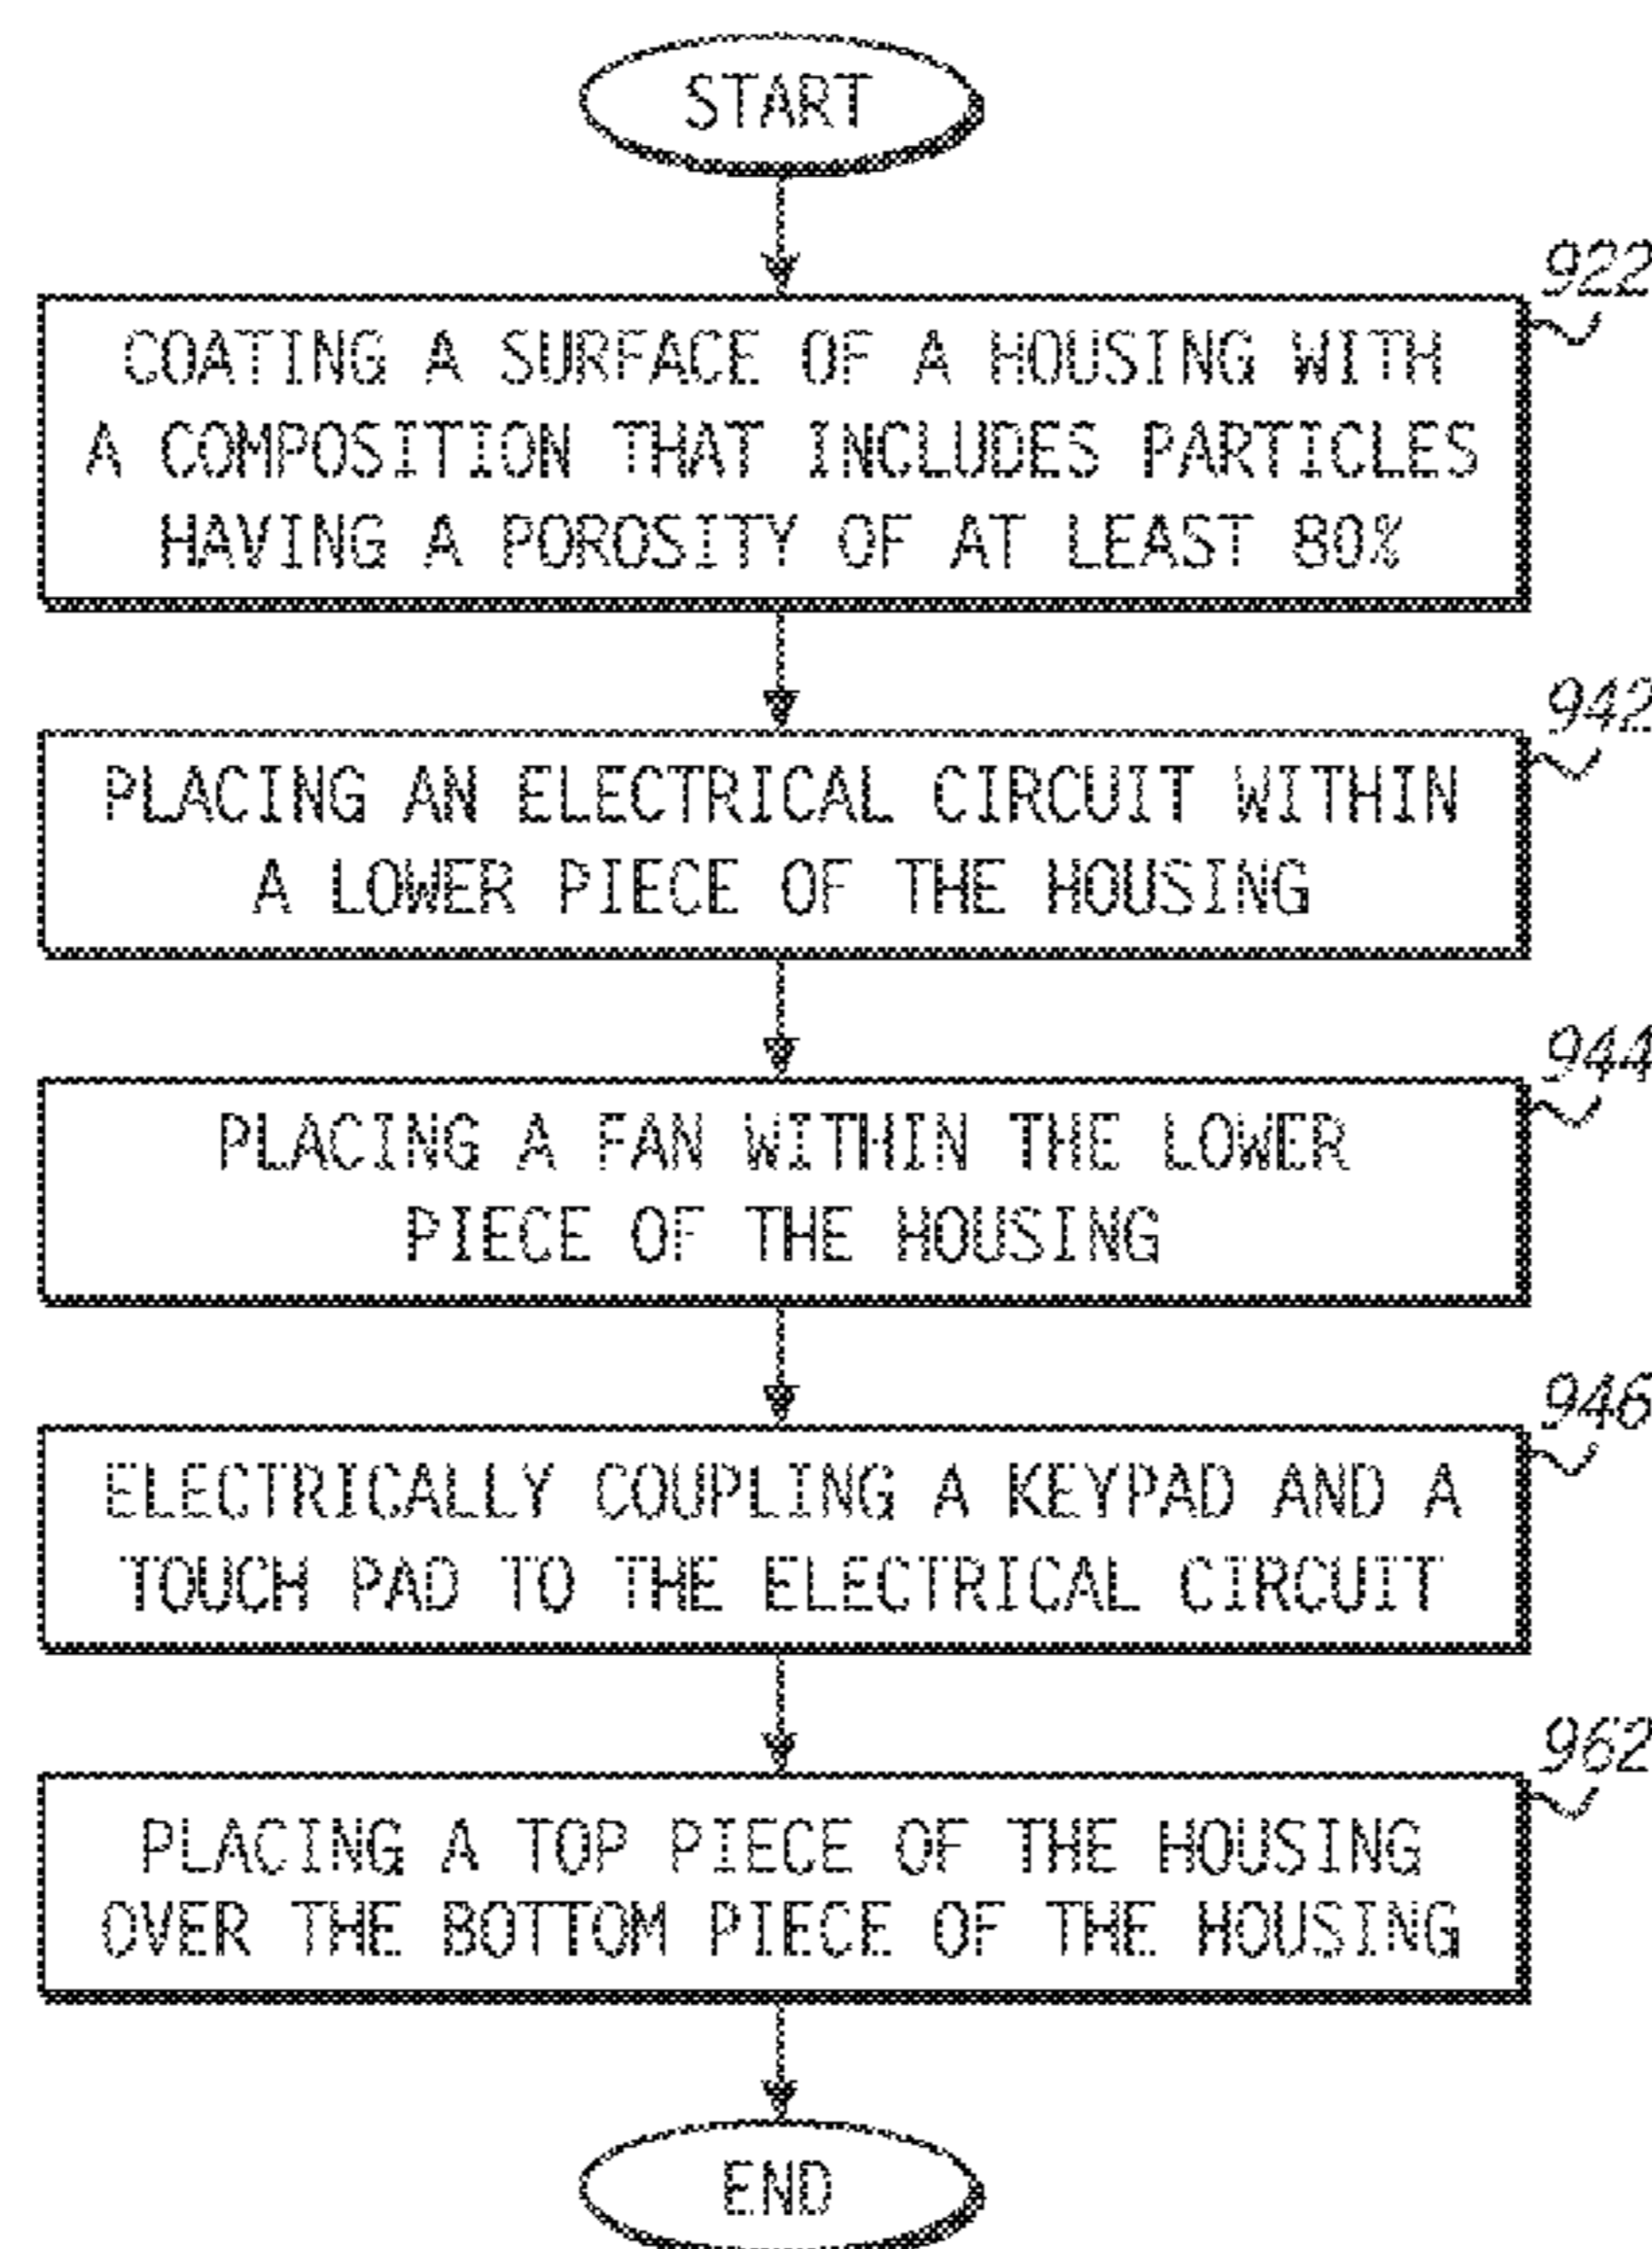 START
922
COATING A SURFACE OF A HOUSING WITH
A COMPOSITION THAT INCLUDES PARTICLES
HAVING A POROSITY OF AT LEAST 80%
942
PLACING AN ELECTRICAL CIRCUIT WITHIN
A LOWER PIECE OF THE HOUSING
944
PLACING A FAN WITHIN THE LOWER
PIECE OF THE HOUSING
946
ELECTRICALLY COUPLING A KEYPAD AND A
TOUCH PAD TO THE ELECTRICAL CIRCUIT
962
PLACING A TOP PIECE OF THE HOUSING
OVER THE BOTTOM PIECE OF THE HOUSING
END